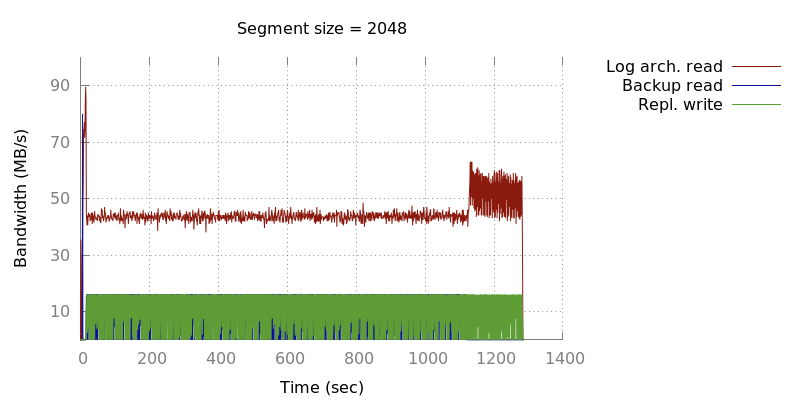 Segment size = 2048
Log arch. read
Backup read
Repl. write
Bandwidth (MB/s)
90
70
50
30
10
0 200 400 600 800 1000 1200 1400
Time (sec)